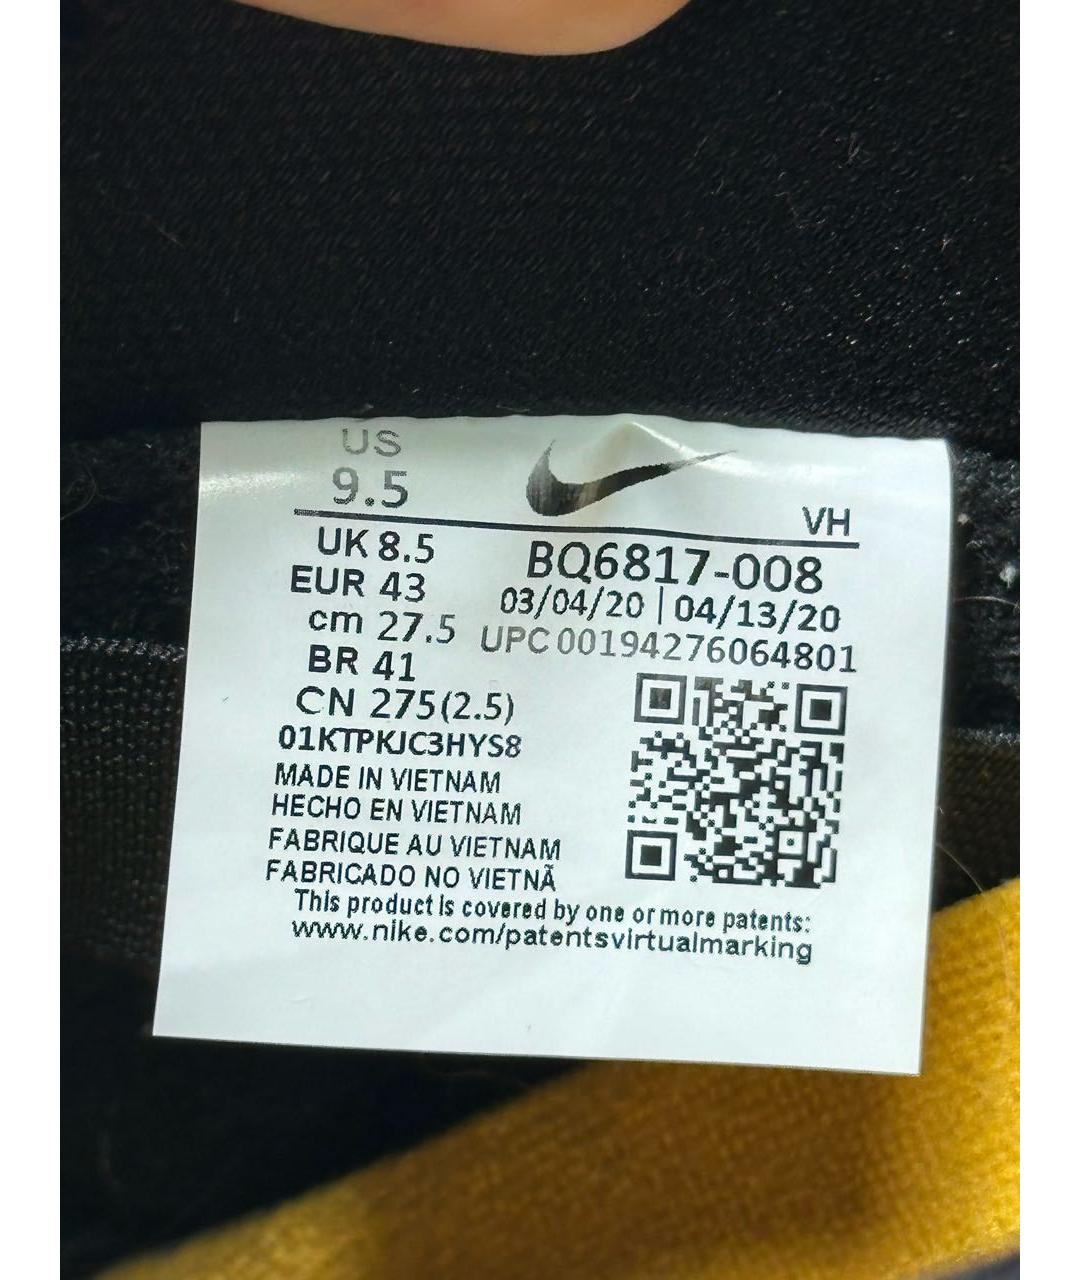 US
9.5
VH
UK 8.5
BQ6817-008
EUR 43
03/04/20 | 04/13/20
cm 27.5
UPC 00194276064801
BR 41
CN 275(2.5)
01KTPKJC3HYS8
MADE IN VIETNAM
HECHO EN VIETNAM
FABRIQUE AU VIETNAM
FABRICADO NO VIETNÃ
This product is covered by one or more patents:
www.nike.com/patentsvirtualmarking